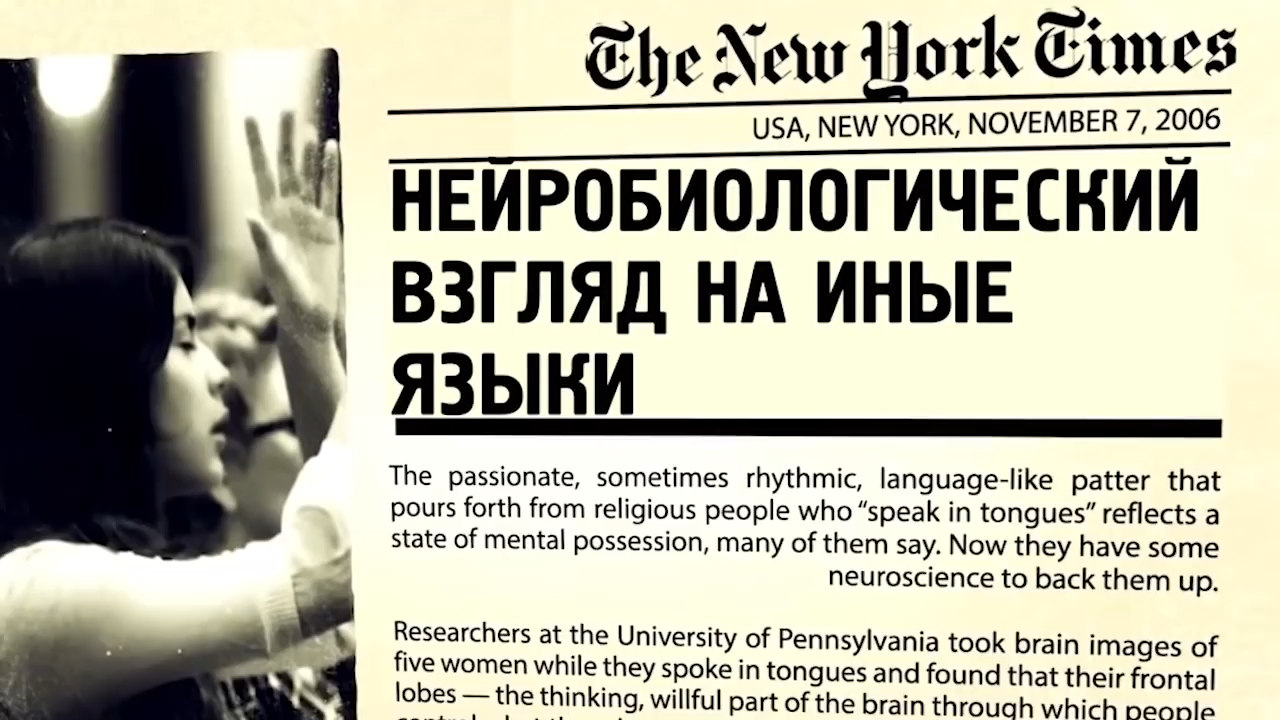 The New York Times
USA, NEW YORK, NOVEMBER 7, 2006
НЕЙРОБИОЛОГИЧЕСКИЙ
ВЗГЛЯД НА ИНЫЕ
ЯЗЫКИ
The passionate, sometimes rhythmic, language-like patter that
pours forth from religious people who “speak in tongues” reflects a
state of mental possession, many of them say. Now they have some
neuroscience to back them up.
Researchers at the University of Pennsylvania took brain images of
five women while they spoke in tongues and found that their frontal
lobes — the thinking, willful part of the brain through which people